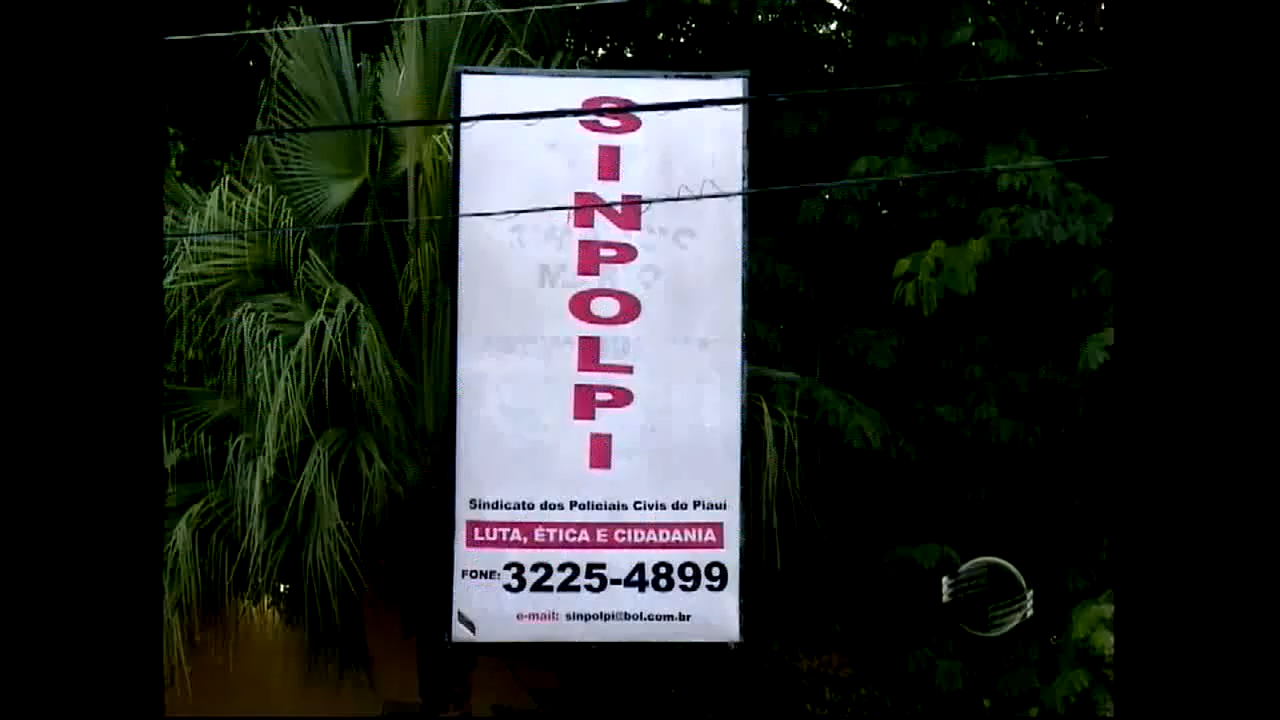 SINPOLPI
Sindicato dos Policiais Civis do Piauí
LUTA, ÉTICA E CIDADANIA
FONE: 3225-4899
e-mail: sinpolpi@bol.com.br